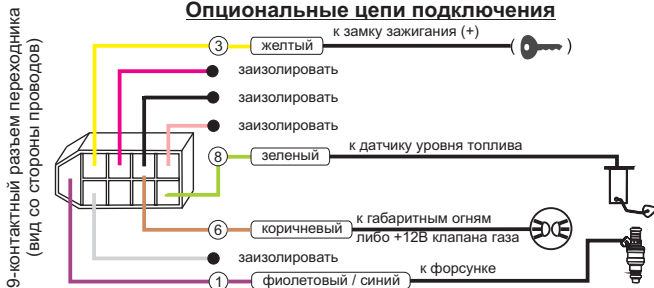 Опциональные цепи подключения
9-контактный разъем переходника
(вид со стороны проводов)
3 желтый к замку зажигания (+) ( )
заизолировать
заизолировать
заизолировать
8 зеленый к датчику уровня топлива
6 коричневый к габаритным огням
либо +12В клапана газа
заизолировать
1 фиолетовый / синий к форсунке